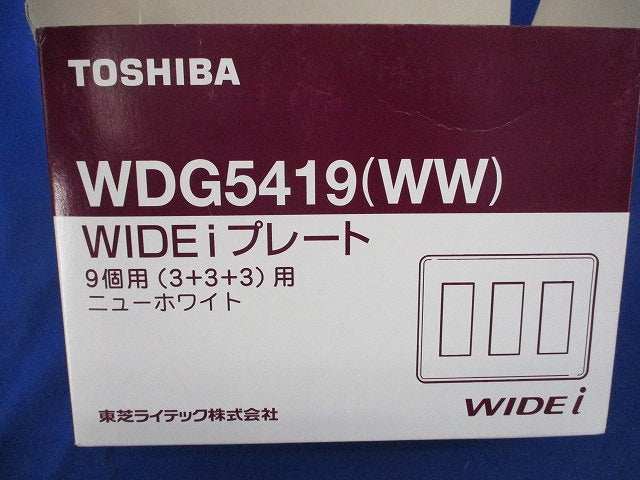 TOSHIBA
WDG5419(WW)
WIDE i プレート
9個用(3+3+3)用
ニューホワイト
東芝ライテック株式会社
WIDE i